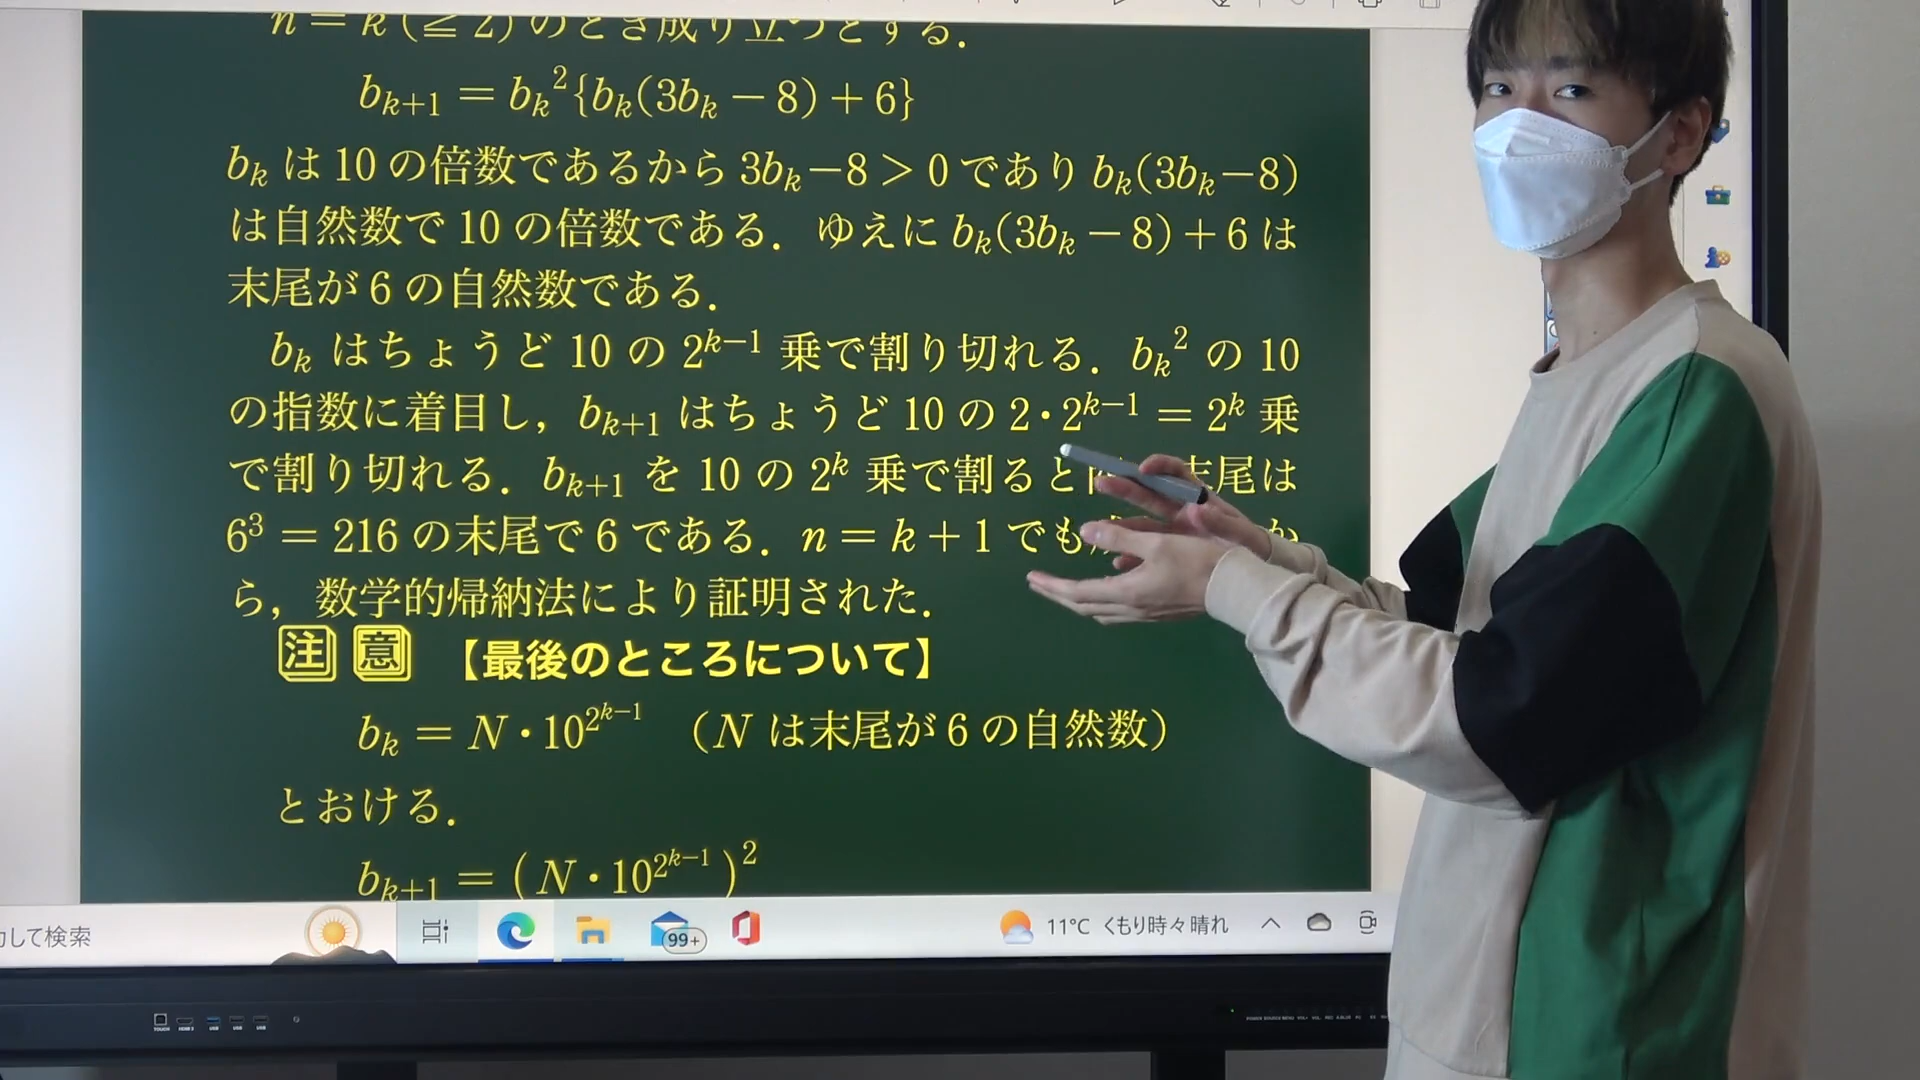 n = k (≧ 2) のとき成り立つとする．
b_{k+1} = b_k^2{b_k(3b_k − 8) + 6}
b_k は 10 の倍数であるから 3b_k−8 > 0 であり b_k(3b_k−8)
は自然数で 10 の倍数である．ゆえに b_k(3b_k − 8) + 6 は
末尾が 6 の自然数である．
b_k はちょうど 10 の 2^{k−1} 乗で割り切れる．b_k^2 の 10
の指数に着目し，b_{k+1} はちょうど 10 の 2・2^{k−1} = 2^k 乗
で割り切れる．b_{k+1} を 10 の 2^k 乗で割ると 末尾は
6^3 = 216 の末尾で 6 である．n = k + 1 でも から，
ら，数学的帰納法により証明された．
注意 【最後のところについて】
b_k = N・10^{2^{k−1}} （N は末尾が 6 の自然数）
とおける．
b_{k+1} = (N・10^{2^{k−1}})^2
して検索
99+
11°C くもり時々晴れ
TOUCH
USB
USB
USB